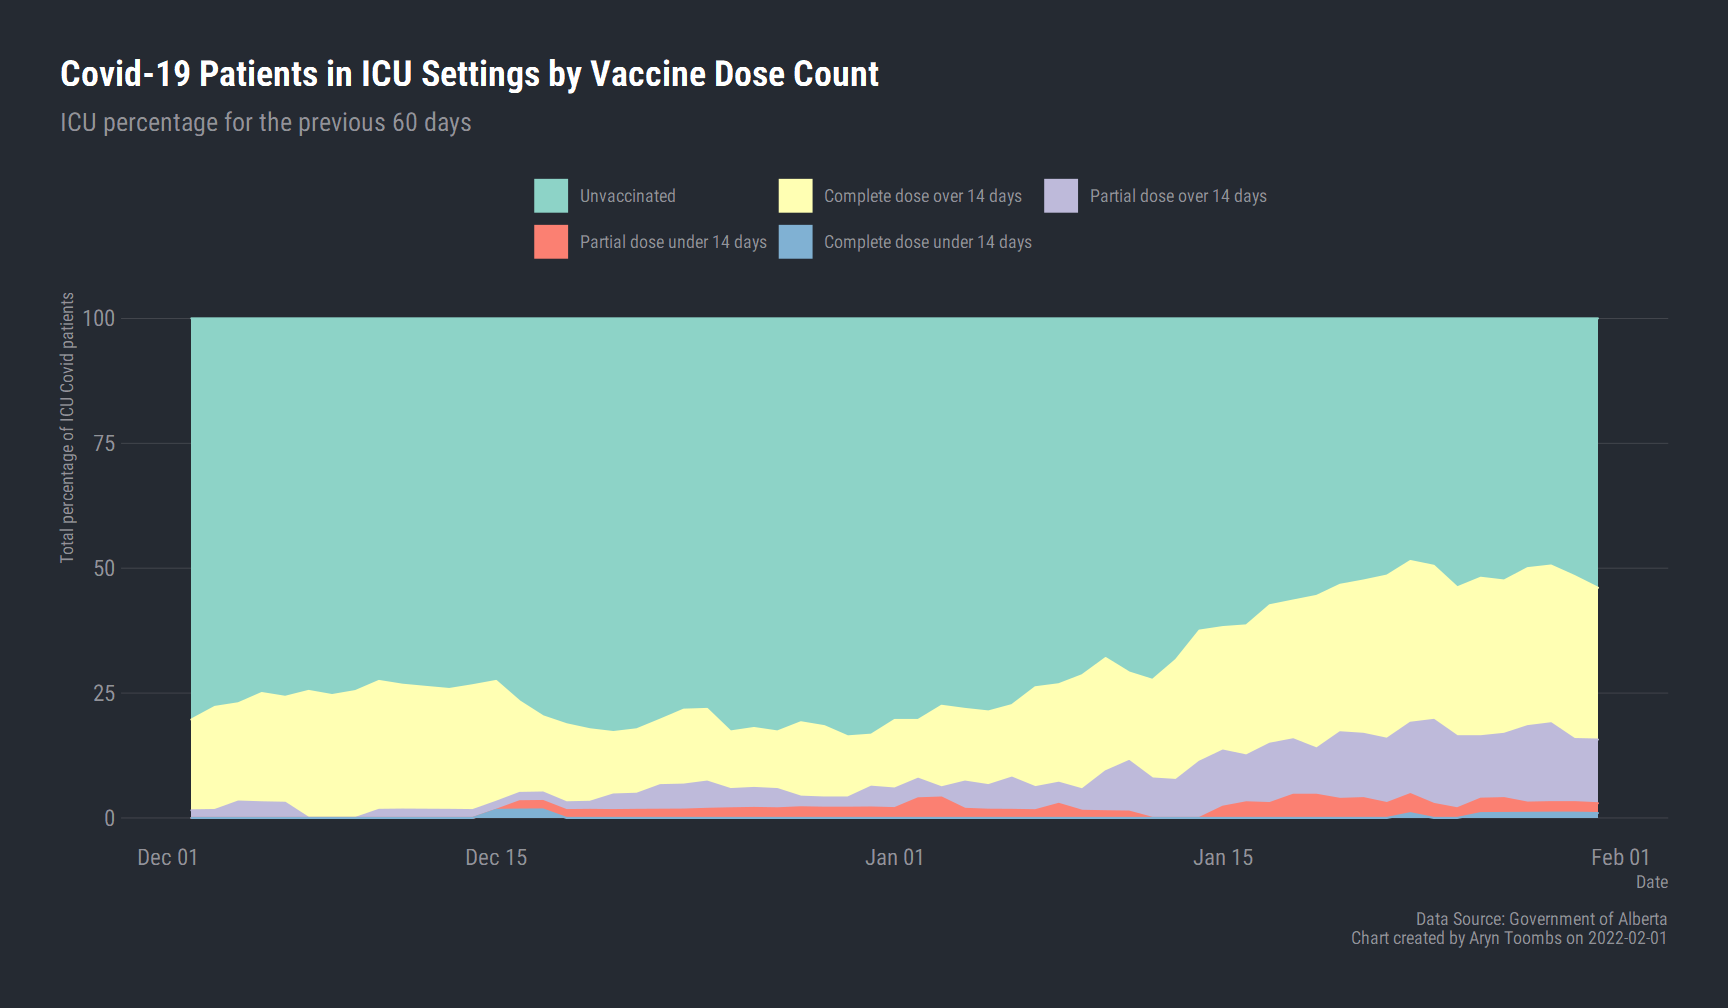 Covid-19 Patients in ICU Settings by Vaccine Dose Count
ICU percentage for the previous 60 days
Unvaccinated
Complete dose over 14 days
Partial dose over 14 days
Partial dose under 14 days
Complete dose under 14 days
Total percentage of ICU Covid patients
100
75
50
25
0
Dec 01
Dec 15
Jan 01
Jan 15
Feb 01
Date
Data Source: Government of Alberta
Chart created by Aryn Toombs on 2022-02-01